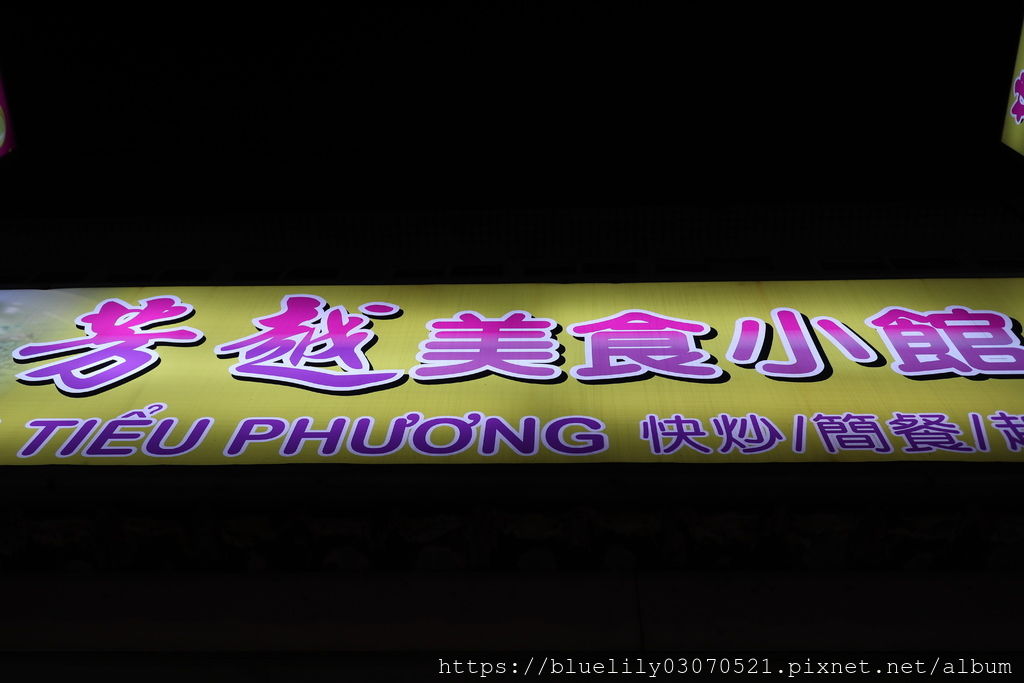 芳越美食小館
TIỂU PHƯƠNG 快炒/簡餐/
https://bluelily03070521.pixnet.net/album